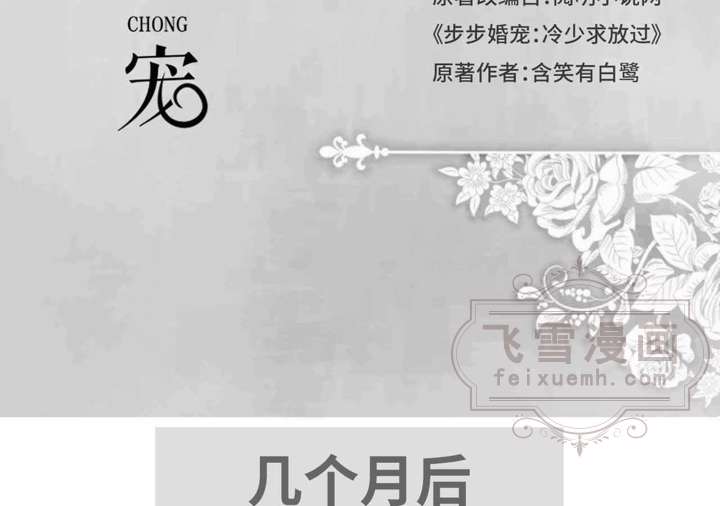 CHONG
宠
《步步婚宠：冷少求放过》
原著作者：含笑有白鹭
飞雪漫画
feixuemh.com
几个月后